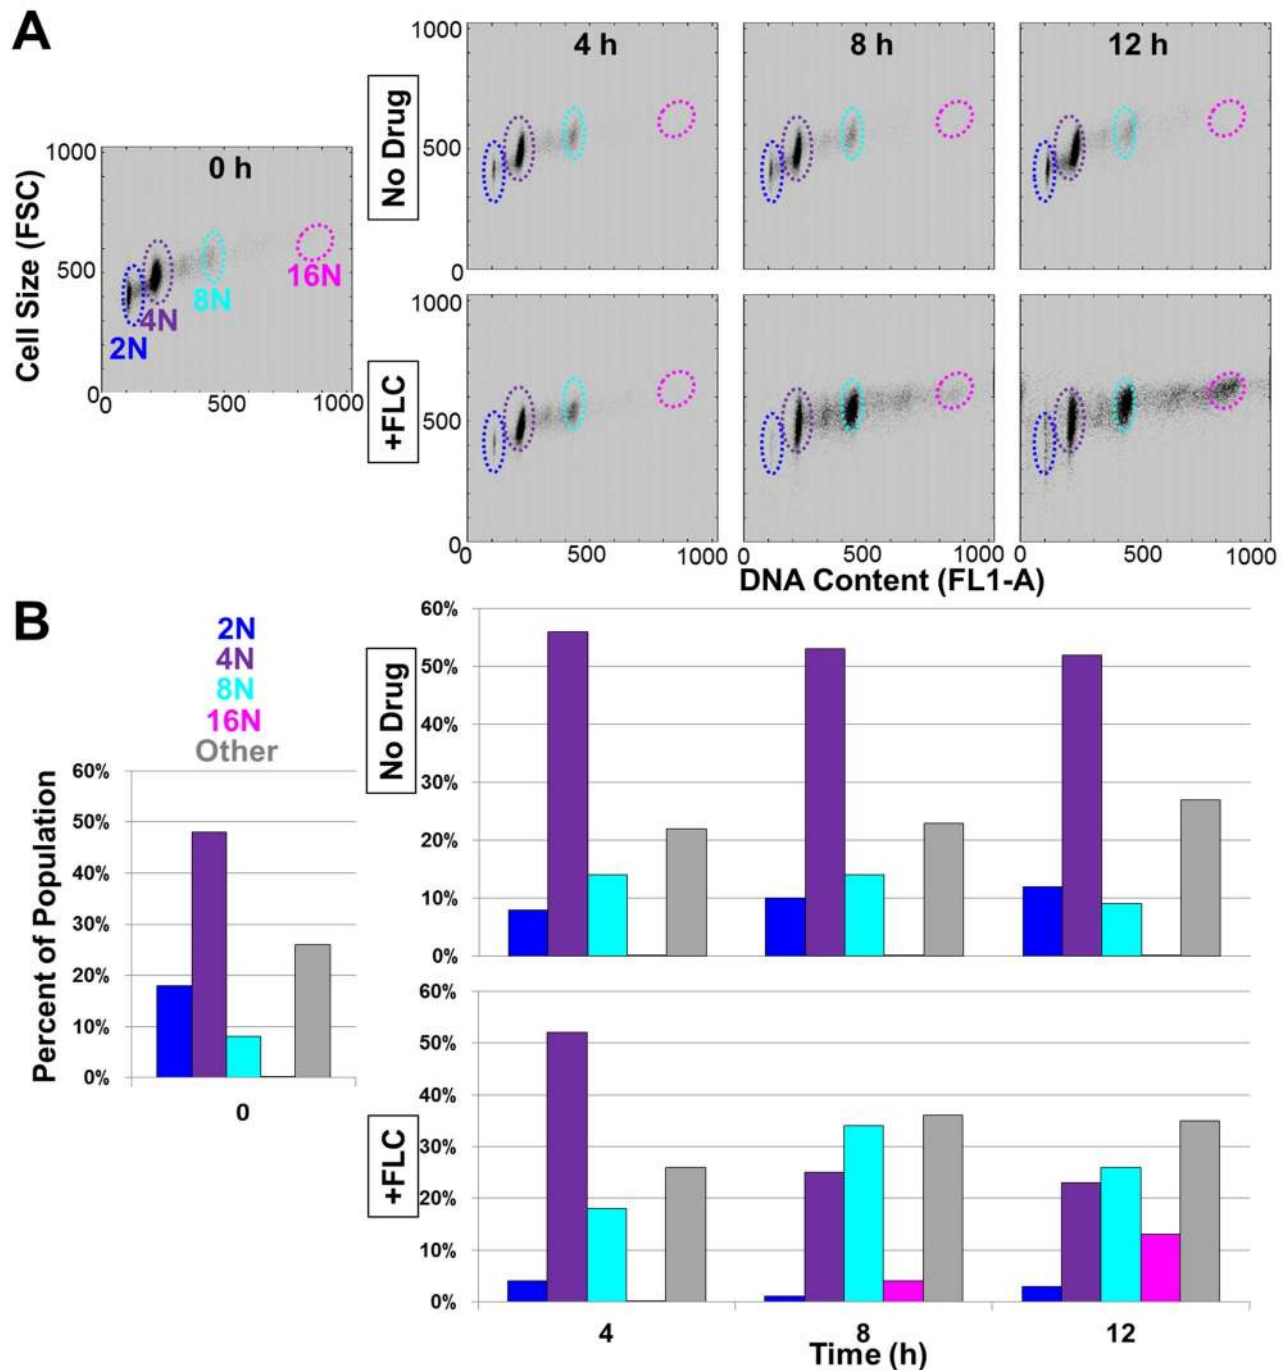 A
4 h
8 h
12 h
No Drug
1000
500
0
Cell Size (FSC)
0 h
1000
500
0
2N
4N
8N
16N
0
500
1000
+FLC
1000
500
0
0
500
1000
0
500
1000
0
500
1000
DNA Content (FL1-A)
B
2N
4N
8N
16N
Other
Percent of Population
60%
50%
40%
30%
20%
10%
0%
0
No Drug
60%
50%
40%
30%
20%
10%
0%
+FLC
60%
50%
40%
30%
20%
10%
0%
4
8
12
Time (h)